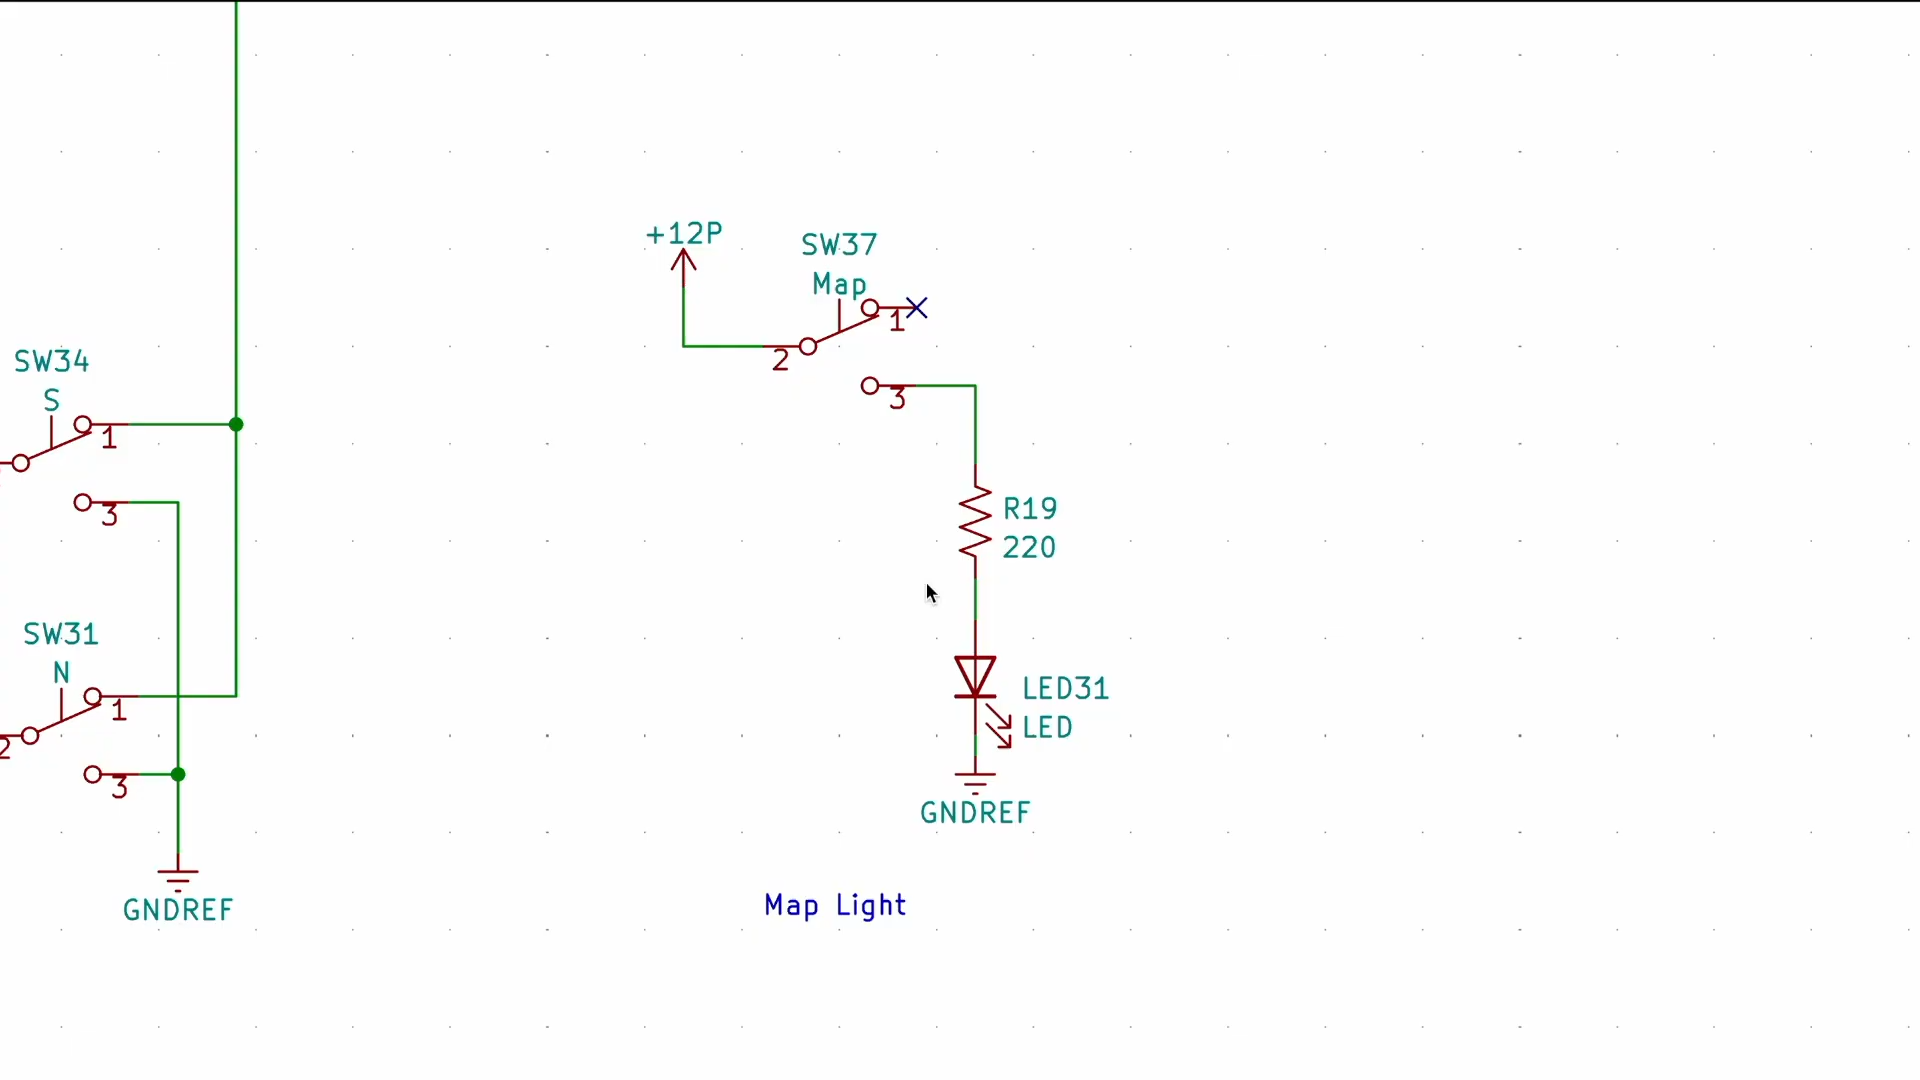 +12P
SW37
Map
1
2
3
SW34
S
1
3
R19
220
SW31
N
1
2
3
LED31
LED
GNDREF
GNDREF
Map Light